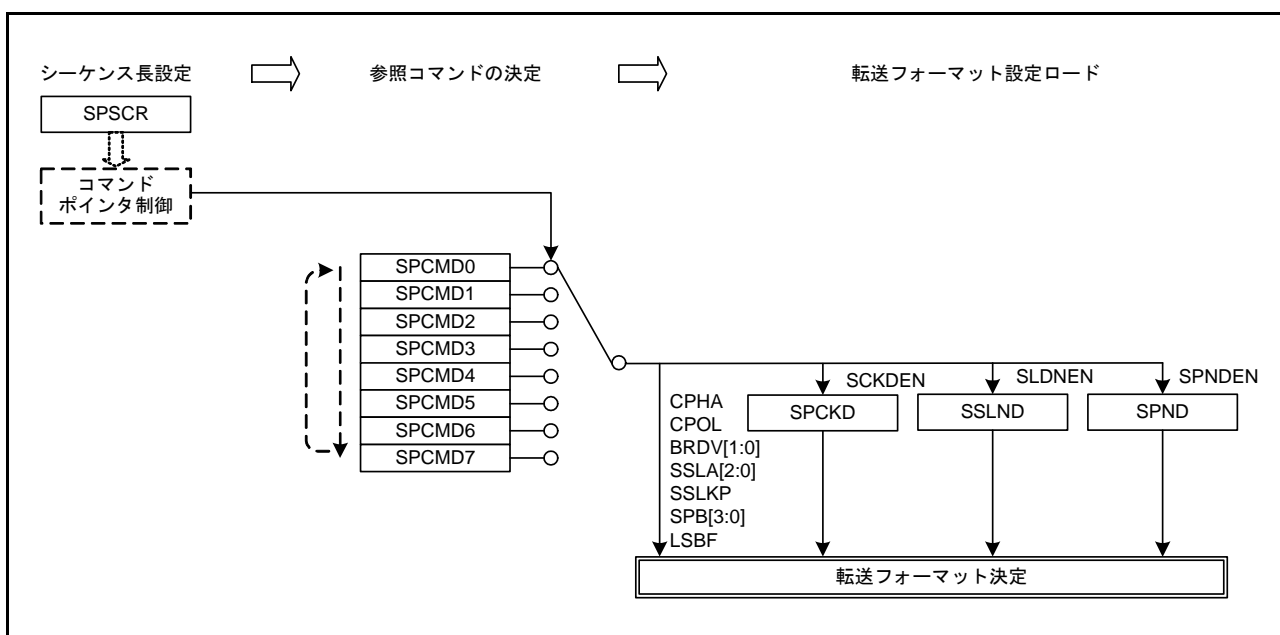 シーケンス長設定
参照コマンドの決定
転送フォーマット設定ロード
SPSCR
コマンド
ポインタ制御
SPCMD0
SPCMD1
SPCMD2
SPCMD3
SPCMD4
SPCMD5
SPCMD6
SPCMD7
CPHA
CPOL
BRDV[1:0]
SSLA[2:0]
SSLKP
SPB[3:0]
LSBF
SCKDEN
SPCKD
SLDNEN
SSLND
SPNDEN
SPND
転送フォーマット決定